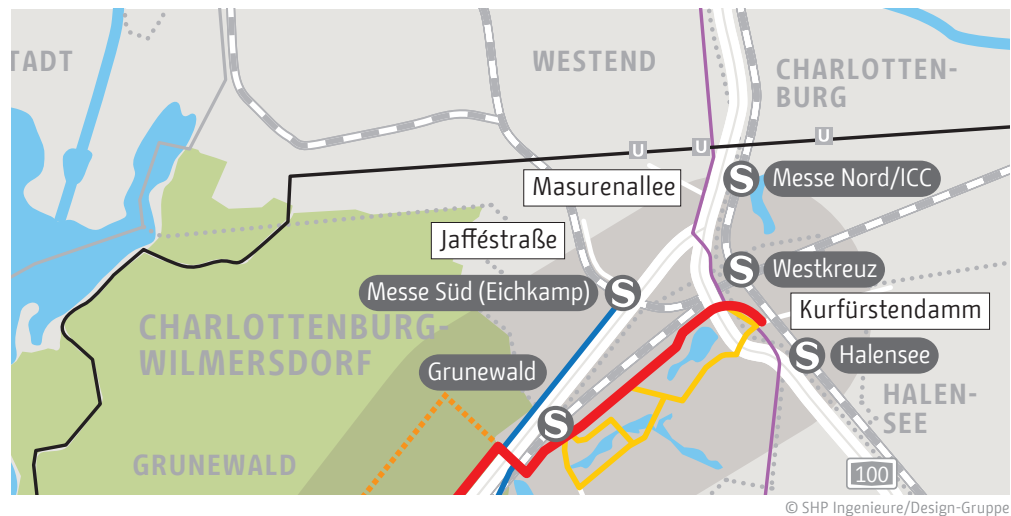 TADT
WESTEND
CHARLOTTEN-
BURG
U
U
U
Masurenallee
S
Messe Nord/ICC
Jafféstraße
S
Westkreuz
Messe Süd (Eichkamp)
S
Kurfürstendamm
CHARLOTTENBURG-
WILMERSDORF
S
Halensee
Grunewald
S
HALEN-
SEE
GRUNEWALD
100
© SHP Ingenieure/Design-Gruppe